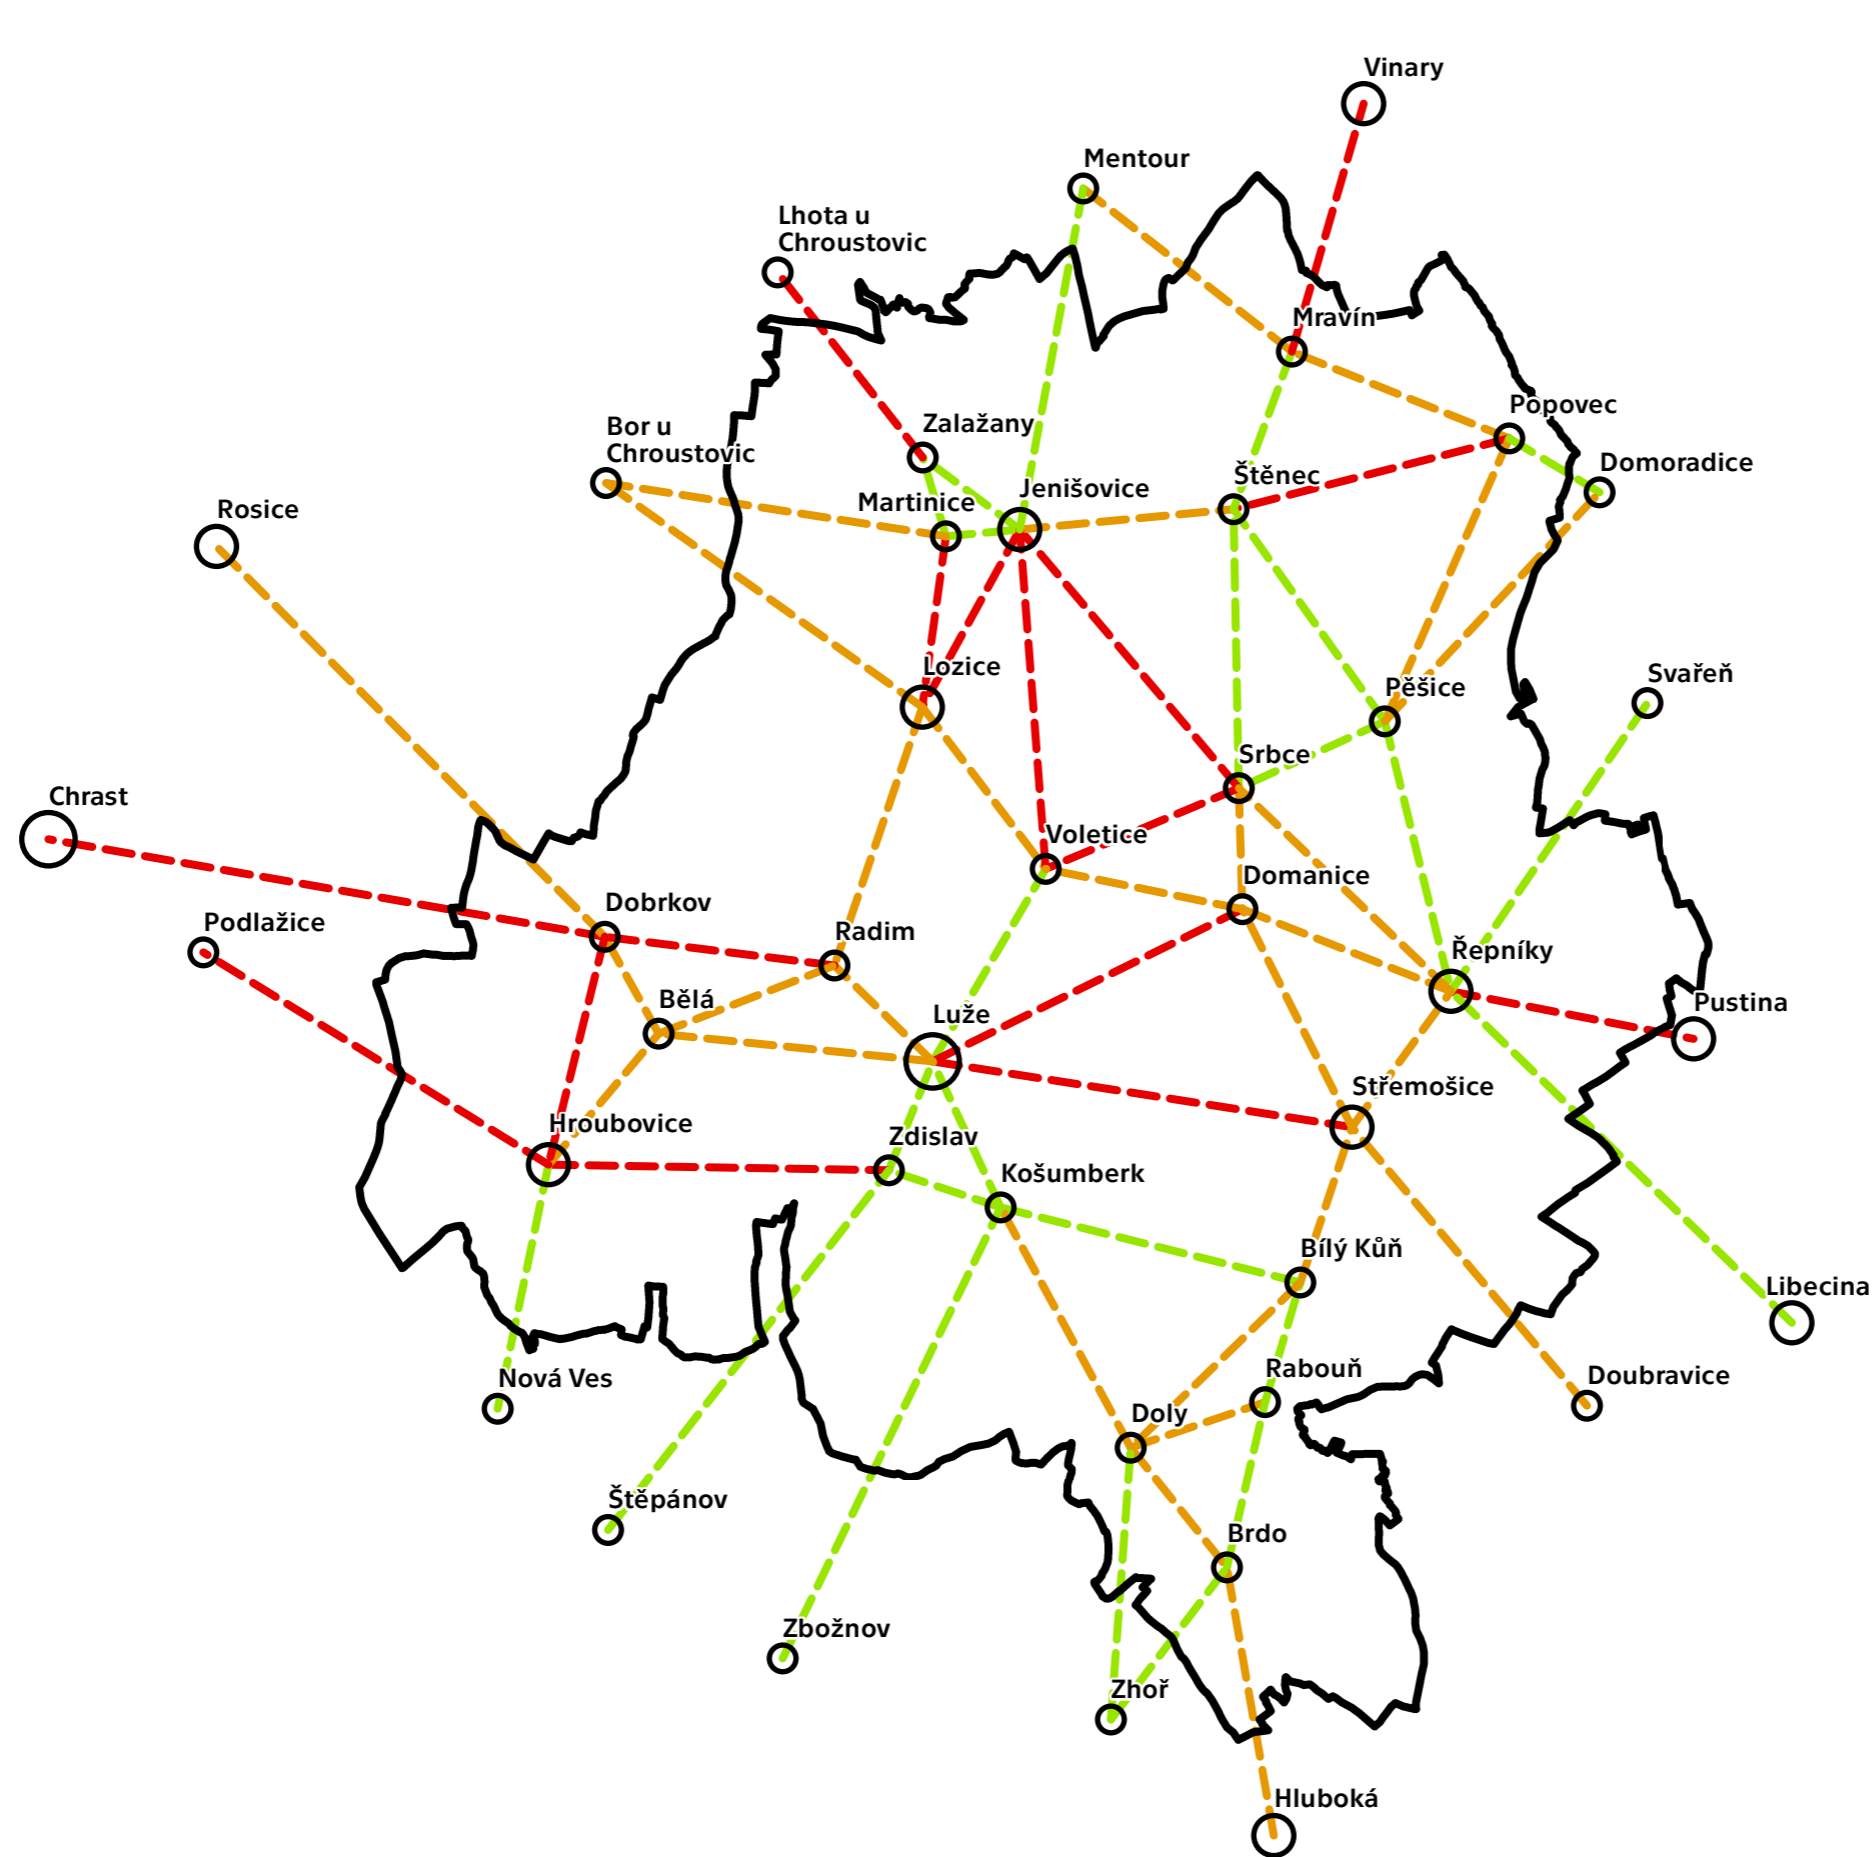 Vinary
Mentour
Lhota u
Chroustovic
Mravín
Popovec
Zalažany
Bor u
Chroustovic
Domoradice
Štěnec
Jenišovice
Martinice
Rosice
Lozice
Svařeň
Pěšice
Srbce
Chrast
Voletice
Domanice
Dobrkov
Podlažice
Radim
Řepníky
Bělá
Pustina
Luže
Střemošice
Hroubovice
Zdislav
Košumberk
Bílý Kůň
Libecina
Rabouň
Doubravice
Nová Ves
Doly
Štěpánov
Brdo
Zbožnov
Zhoř
Hluboká